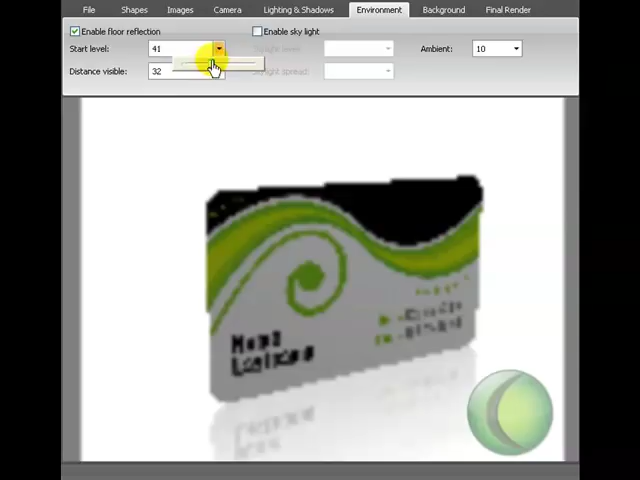 File Shapes Images Camera Lighting & Shadows Environment Background Final Render
Enable floor reflection Enable sky light
Start level: 41 Ambient: 10
Distance visible: 32 spread: